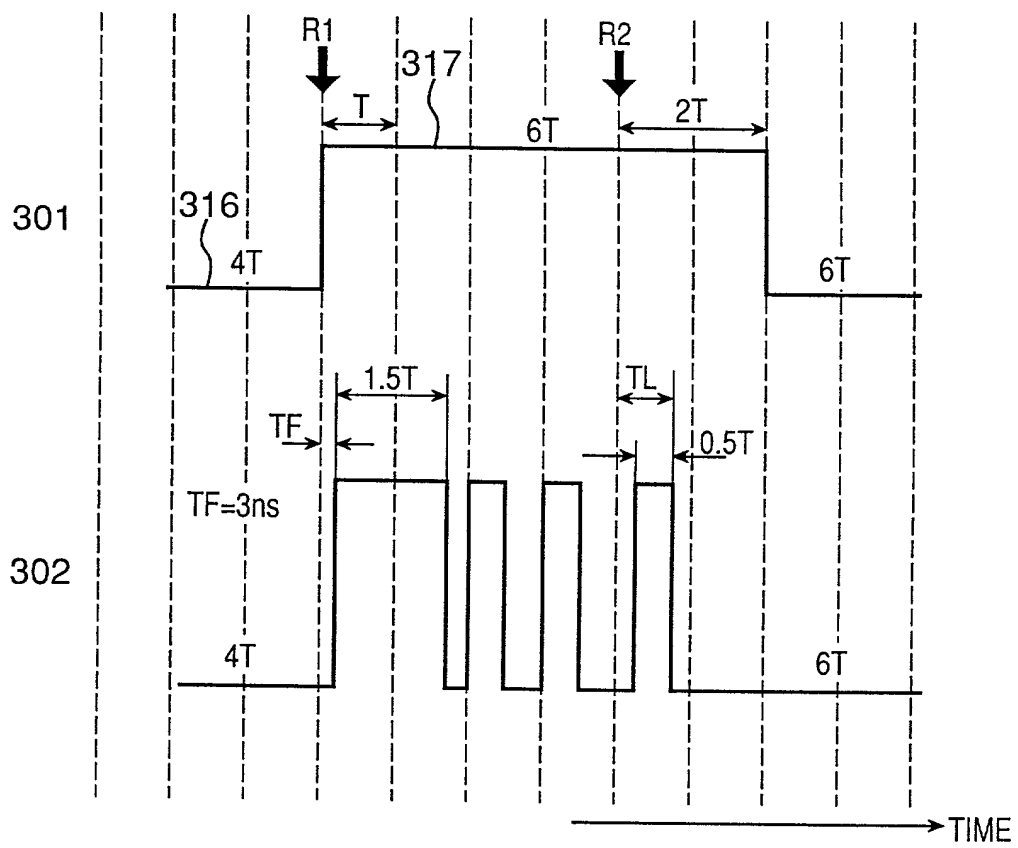 R1
R2
317
T
2T
6T
316
301
4T
6T
1.5T
TL
TF
0.5T
TF=3ns
302
4T
6T
TIME